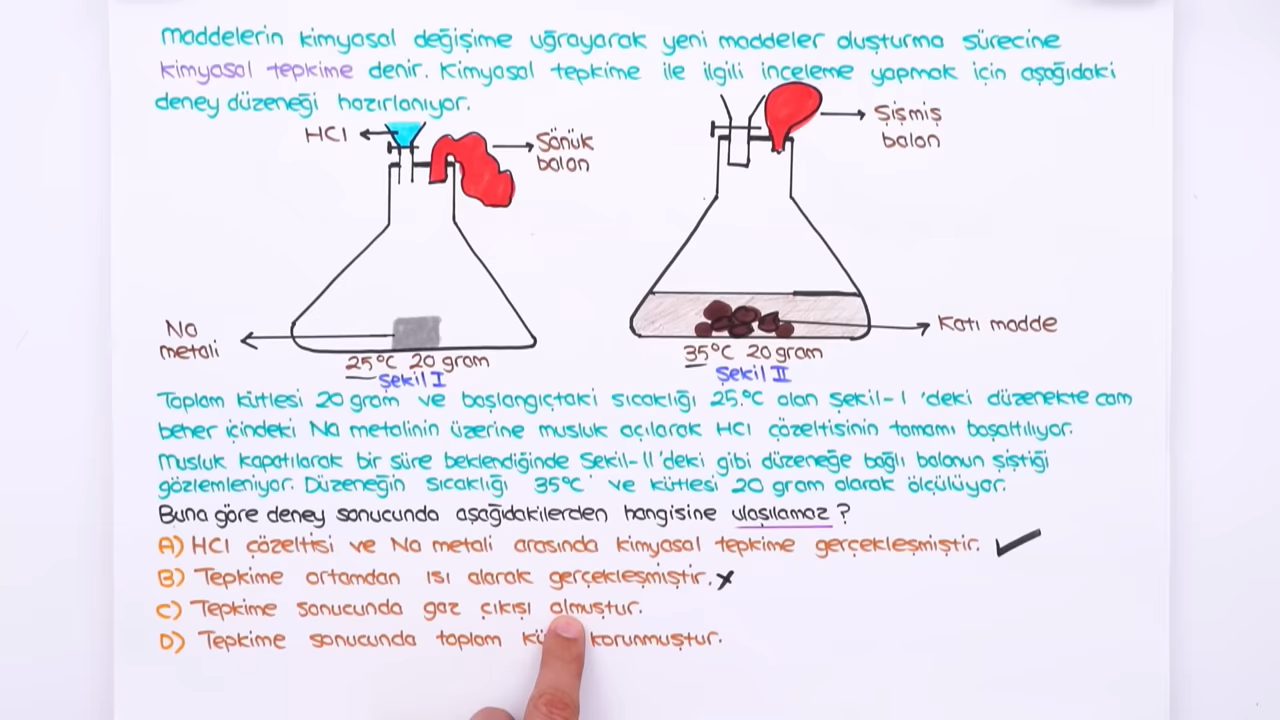 Maddelerin kimyasal değişime uğrayarak yeni maddeler oluşturma sürecine
kimyasal tepkime denir. Kimyasal tepkime ile ilgili inceleme yapmak için aşağıdaki
deney düzeneği hazırlanıyor.
HCl
Sönük
balon
Şişmiş
balon
Na
metali
Katı madde
25°C 20 gram
Şekil I
35°C 20 gram
Şekil II
Toplam kütlesi 20 gram ve başlangıçtaki sıcaklığı 25.°C olan Şekil-I 'deki düzenekte cam
beher içindeki Na metalinin üzerine musluk açılarak HCl çözeltisinin tamamı boşaltılıyor.
Musluk kapatılarak bir süre beklendiğinde Şekil-II'deki gibi düzeneğe bağlı balonun şiştiği
gözlemleniyor. Düzeneğin sıcaklığı 35°C' ve kütlesi 20 gram olarak ölçülüyor.
Buna göre deney sonucunda aşağıdakilerden hangisine ulaşılamaz?
A) HCl çözeltisi ve Na metali arasında kimyasal tepkime gerçekleşmiştir.
B) Tepkime ortamdan ısı alarak gerçekleşmiştir.
C) Tepkime sonucunda gaz çıkışı olmuştur.
D) Tepkime sonucunda toplam korunmuştur.